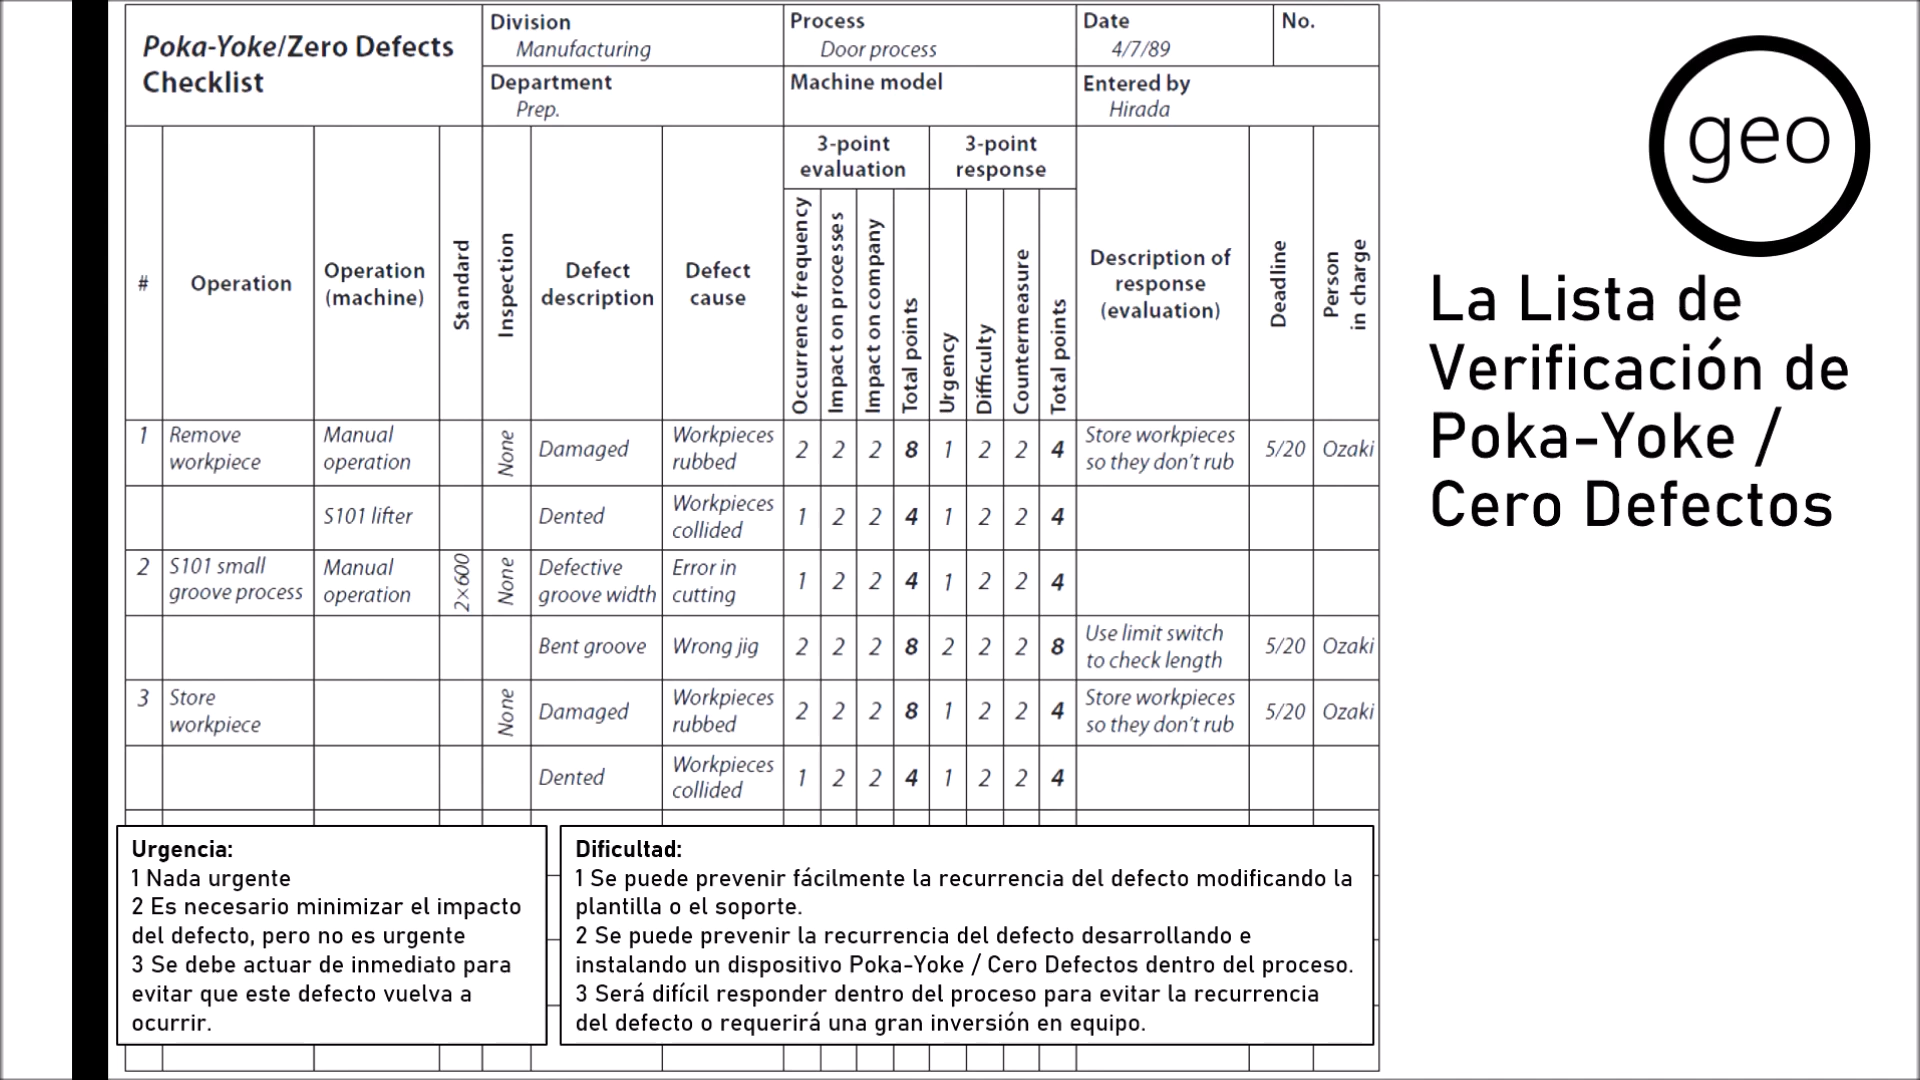 Poka-Yoke/Zero Defects
Checklist
Division
Manufacturing
Process
Door process
Date
4/7/89
No.
Department
Prep.
Machine model
Entered by
Hirada
#
Operation
Operation
(machine)
Standard
Inspection
Defect
description
Defect
cause
3-point
evaluation
3-point
response
Occurrence frequency
Impact on processes
Impact on company
Total points
Urgency
Difficulty
Countermeasure
Total points
Description of
response
(evaluation)
Deadline
Person
in charge
1 Remove workpiece Manual operation None Damaged Workpieces rubbed 2 2 2 8 1 2 2 4 Store workpieces so they don't rub 5/20 Ozaki
S101 lifter Dented Workpieces collided 1 2 2 4 1 2 2 4
2 S101 small groove process Manual operation 2×600 None Defective groove width Error in cutting 1 2 2 4 1 2 2 4
Bent groove Wrong jig 2 2 2 8 2 2 2 8 Use limit switch to check length 5/20 Ozaki
3 Store workpiece None Damaged Workpieces rubbed 2 2 2 8 1 2 2 4 Store workpieces so they don't rub 5/20 Ozaki
Dented Workpieces collided 1 2 2 4 1 2 2 4
Urgencia:
1 Nada urgente
2 Es necesario minimizar el impacto
del defecto, pero no es urgente
3 Se debe actuar de inmediato para
evitar que este defecto vuelva a
ocurrir.
Dificultad:
1 Se puede prevenir fácilmente la recurrencia del defecto modificando la
plantilla o el soporte.
2 Se puede prevenir la recurrencia del defecto desarrollando e
instalando un dispositivo Poka-Yoke / Cero Defectos dentro del proceso.
3 Será difícil responder dentro del proceso para evitar la recurrencia
del defecto o requerirá una gran inversión en equipo.
geo
La Lista de
Verificación de
Poka-Yoke /
Cero Defectos